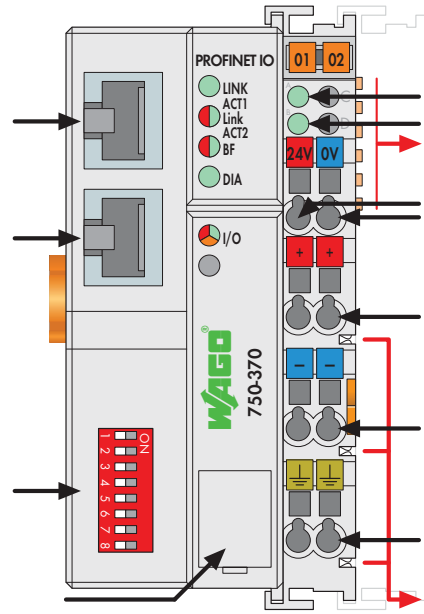 PROFINET IO
LINK
ACT1
Link
ACT2
BF
DIA
I/O
WAGO®
750-370
ON
1
2
3
4
5
6
7
8
01 02
A C
B D
24V 0V
+ +
− −